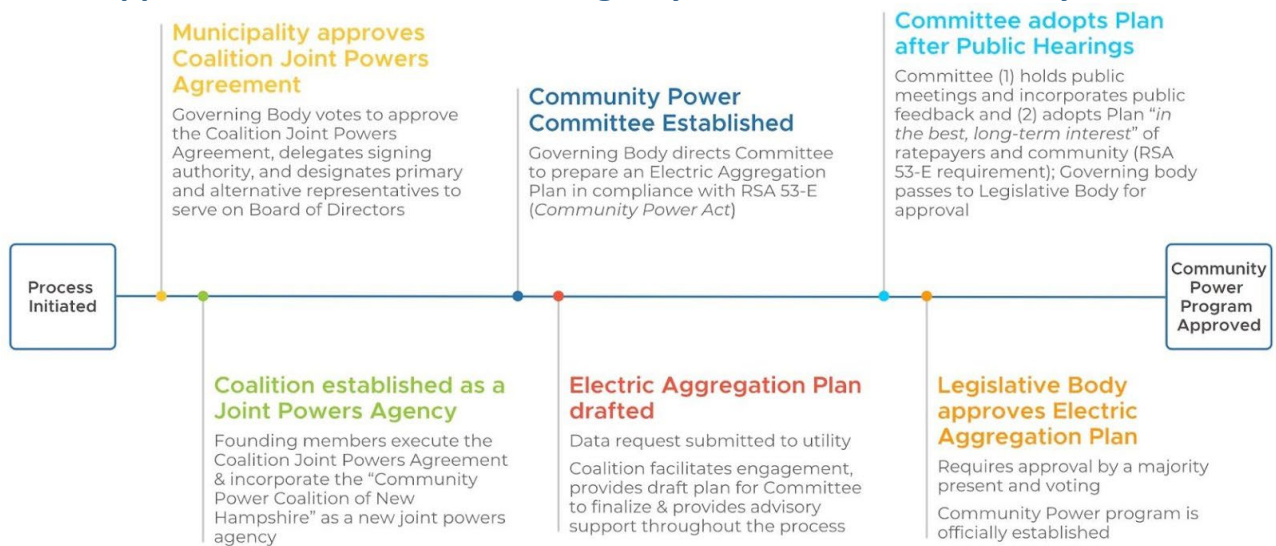 Municipality approves
Coalition Joint Powers
Agreement
Governing Body votes to approve
the Coalition Joint Powers
Agreement, delegates signing
authority, and designates primary
and alternative representatives to
serve on Board of Directors
Community Power
Committee Established
Governing Body directs Committee
to prepare an Electric Aggregation
Plan in compliance with RSA 53-E
(Community Power Act)
Committee adopts Plan
after Public Hearings
Committee (1) holds public
meetings and incorporates public
feedback and (2) adopts Plan “in
the best, long-term interest” of
ratepayers and community (RSA
53-E requirement); Governing body
passes to Legislative Body for
approval
Process
Initiated
Community
Power
Program
Approved
Coalition established as a
Joint Powers Agency
Founding members execute the
Coalition Joint Powers Agreement
& incorporate the “Community
Power Coalition of New
Hampshire” as a new joint powers
agency
Electric Aggregation Plan
drafted
Data request submitted to utility
Coalition facilitates engagement,
provides draft plan for Committee
to finalize & provides advisory
support throughout the process
Legislative Body
approves Electric
Aggregation Plan
Requires approval by a majority
present and voting
Community Power program is
officially established